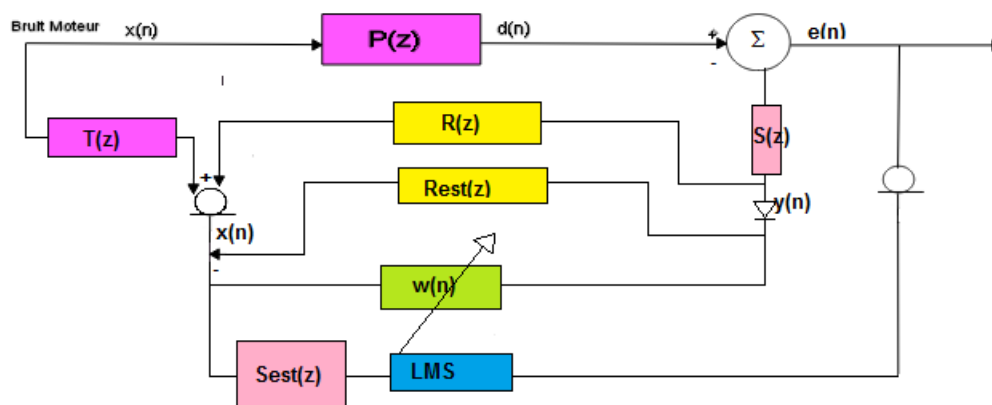 Bruit Moteur x(n)
P(z)
d(n)
+
-
Σ
e(n)
T(z)
R(z)
S(z)
+
Rest(z)
y(n)
x(n)
-
w(n)
Sest(z)
LMS